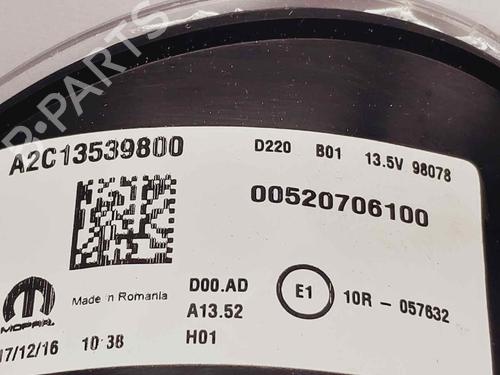 B-PARTS
A2C13539800
D220 B01 13.5V 98078
00520706100
MOPAR
Made in Romania
D00.AD
A13.52
H01
E1
10R - 057632
17/12/16 10:38